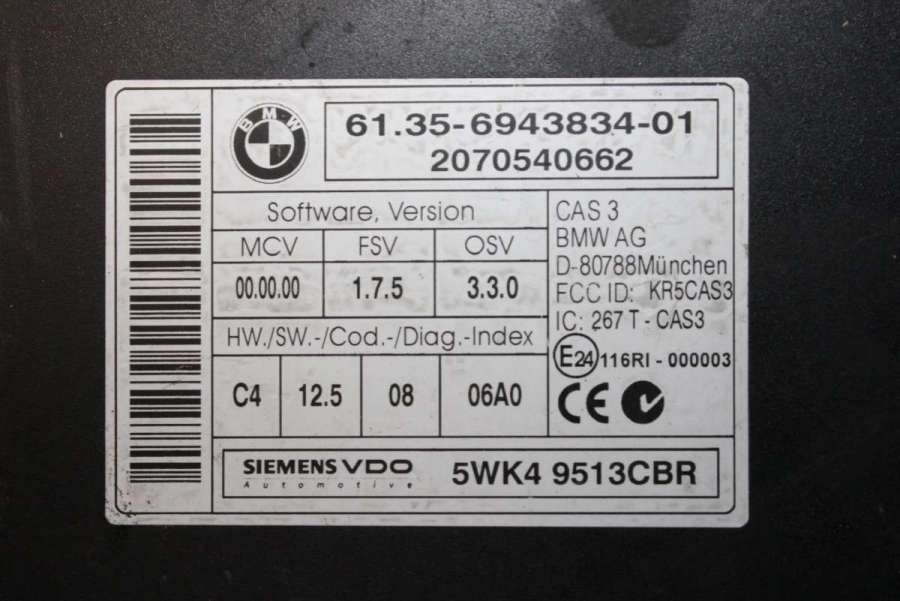 BMW
61.35-6943834-01
2070540662
Software, Version
MCV FSV OSV
00.00.00 1.7.5 3.3.0
HW./SW.-/Cod.-/Diag.-Index
C4 12.5 08 06A0
CAS 3
BMW AG
D-80788München
FCC ID: KR5CAS3
IC: 267 T - CAS3
E24 116RI - 000003
CE
SIEMENS VDO
Automotive
5WK4 9513CBR